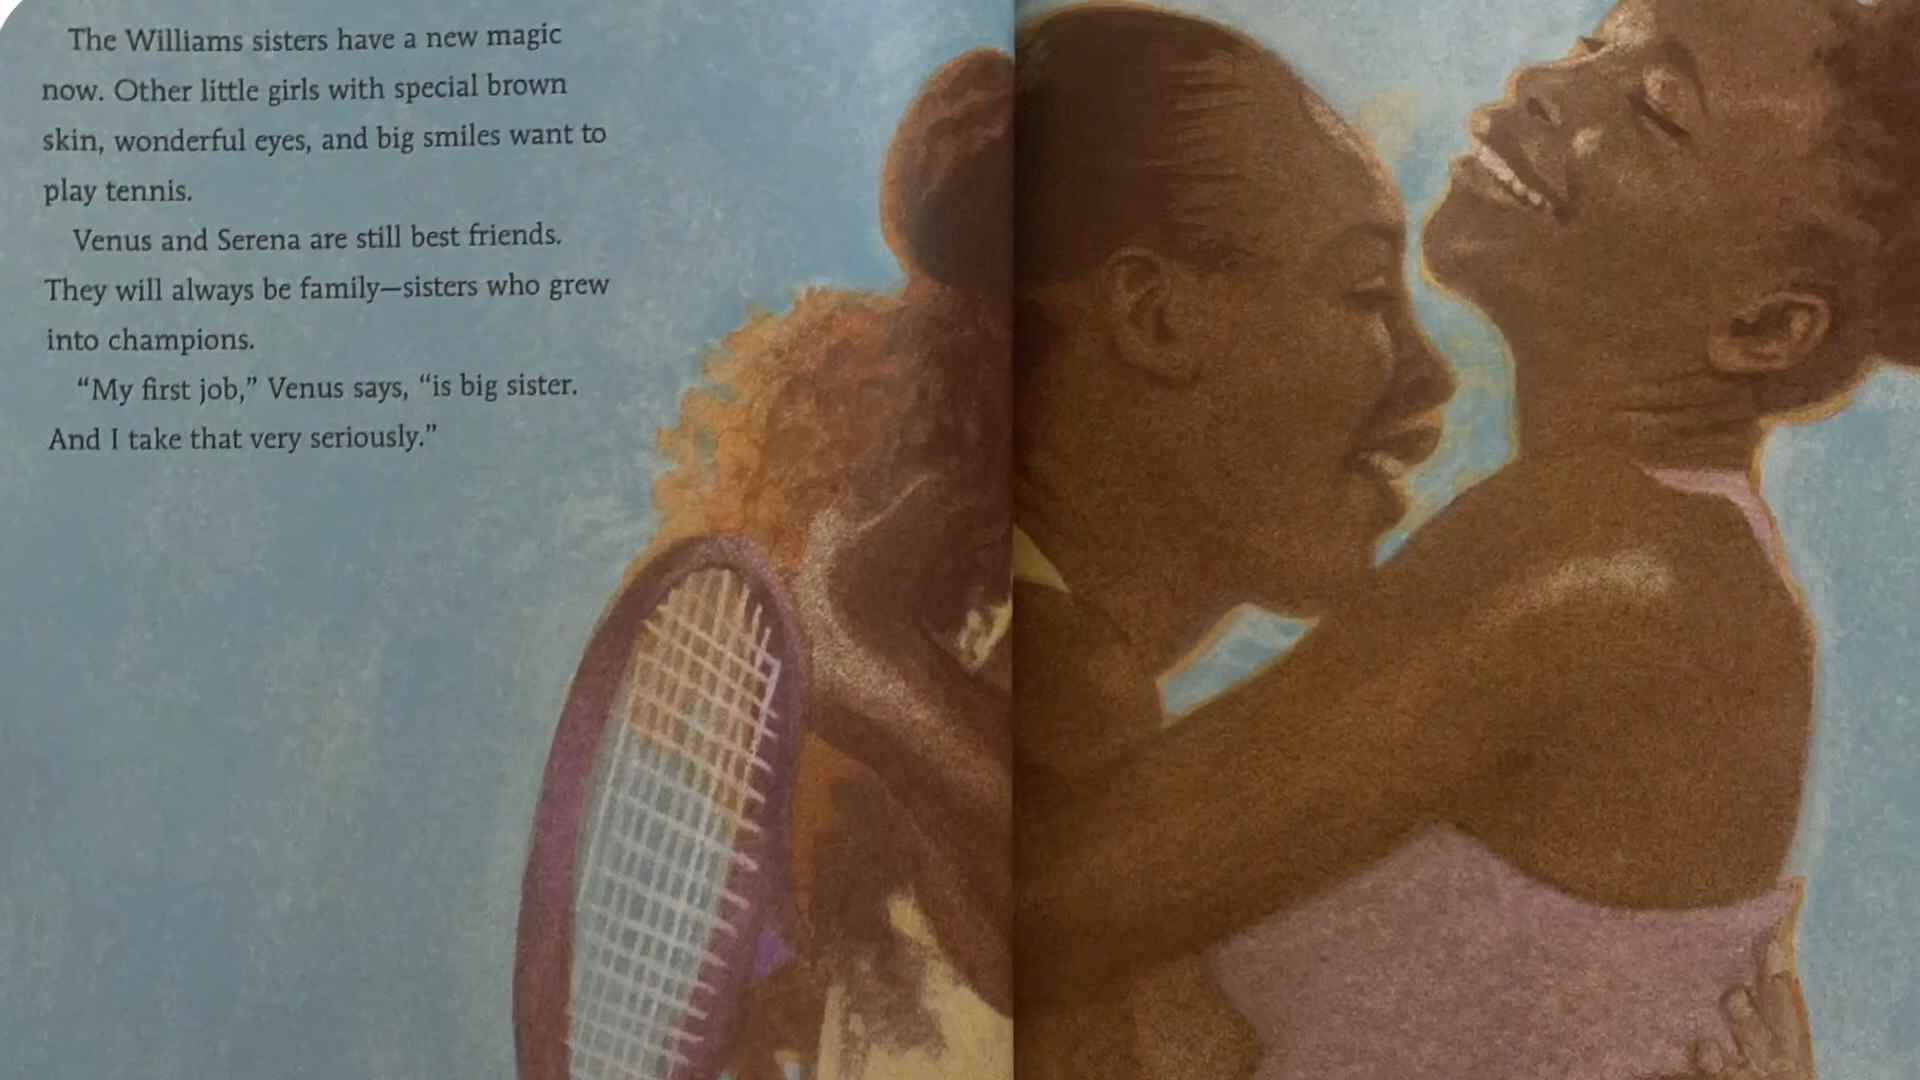 The Williams sisters have a new magic
now. Other little girls with special brown
skin, wonderful eyes, and big smiles want to
play tennis.
Venus and Serena are still best friends.
They will always be family—sisters who grew
into champions.
“My first job,” Venus says, “is big sister.
And I take that very seriously.”